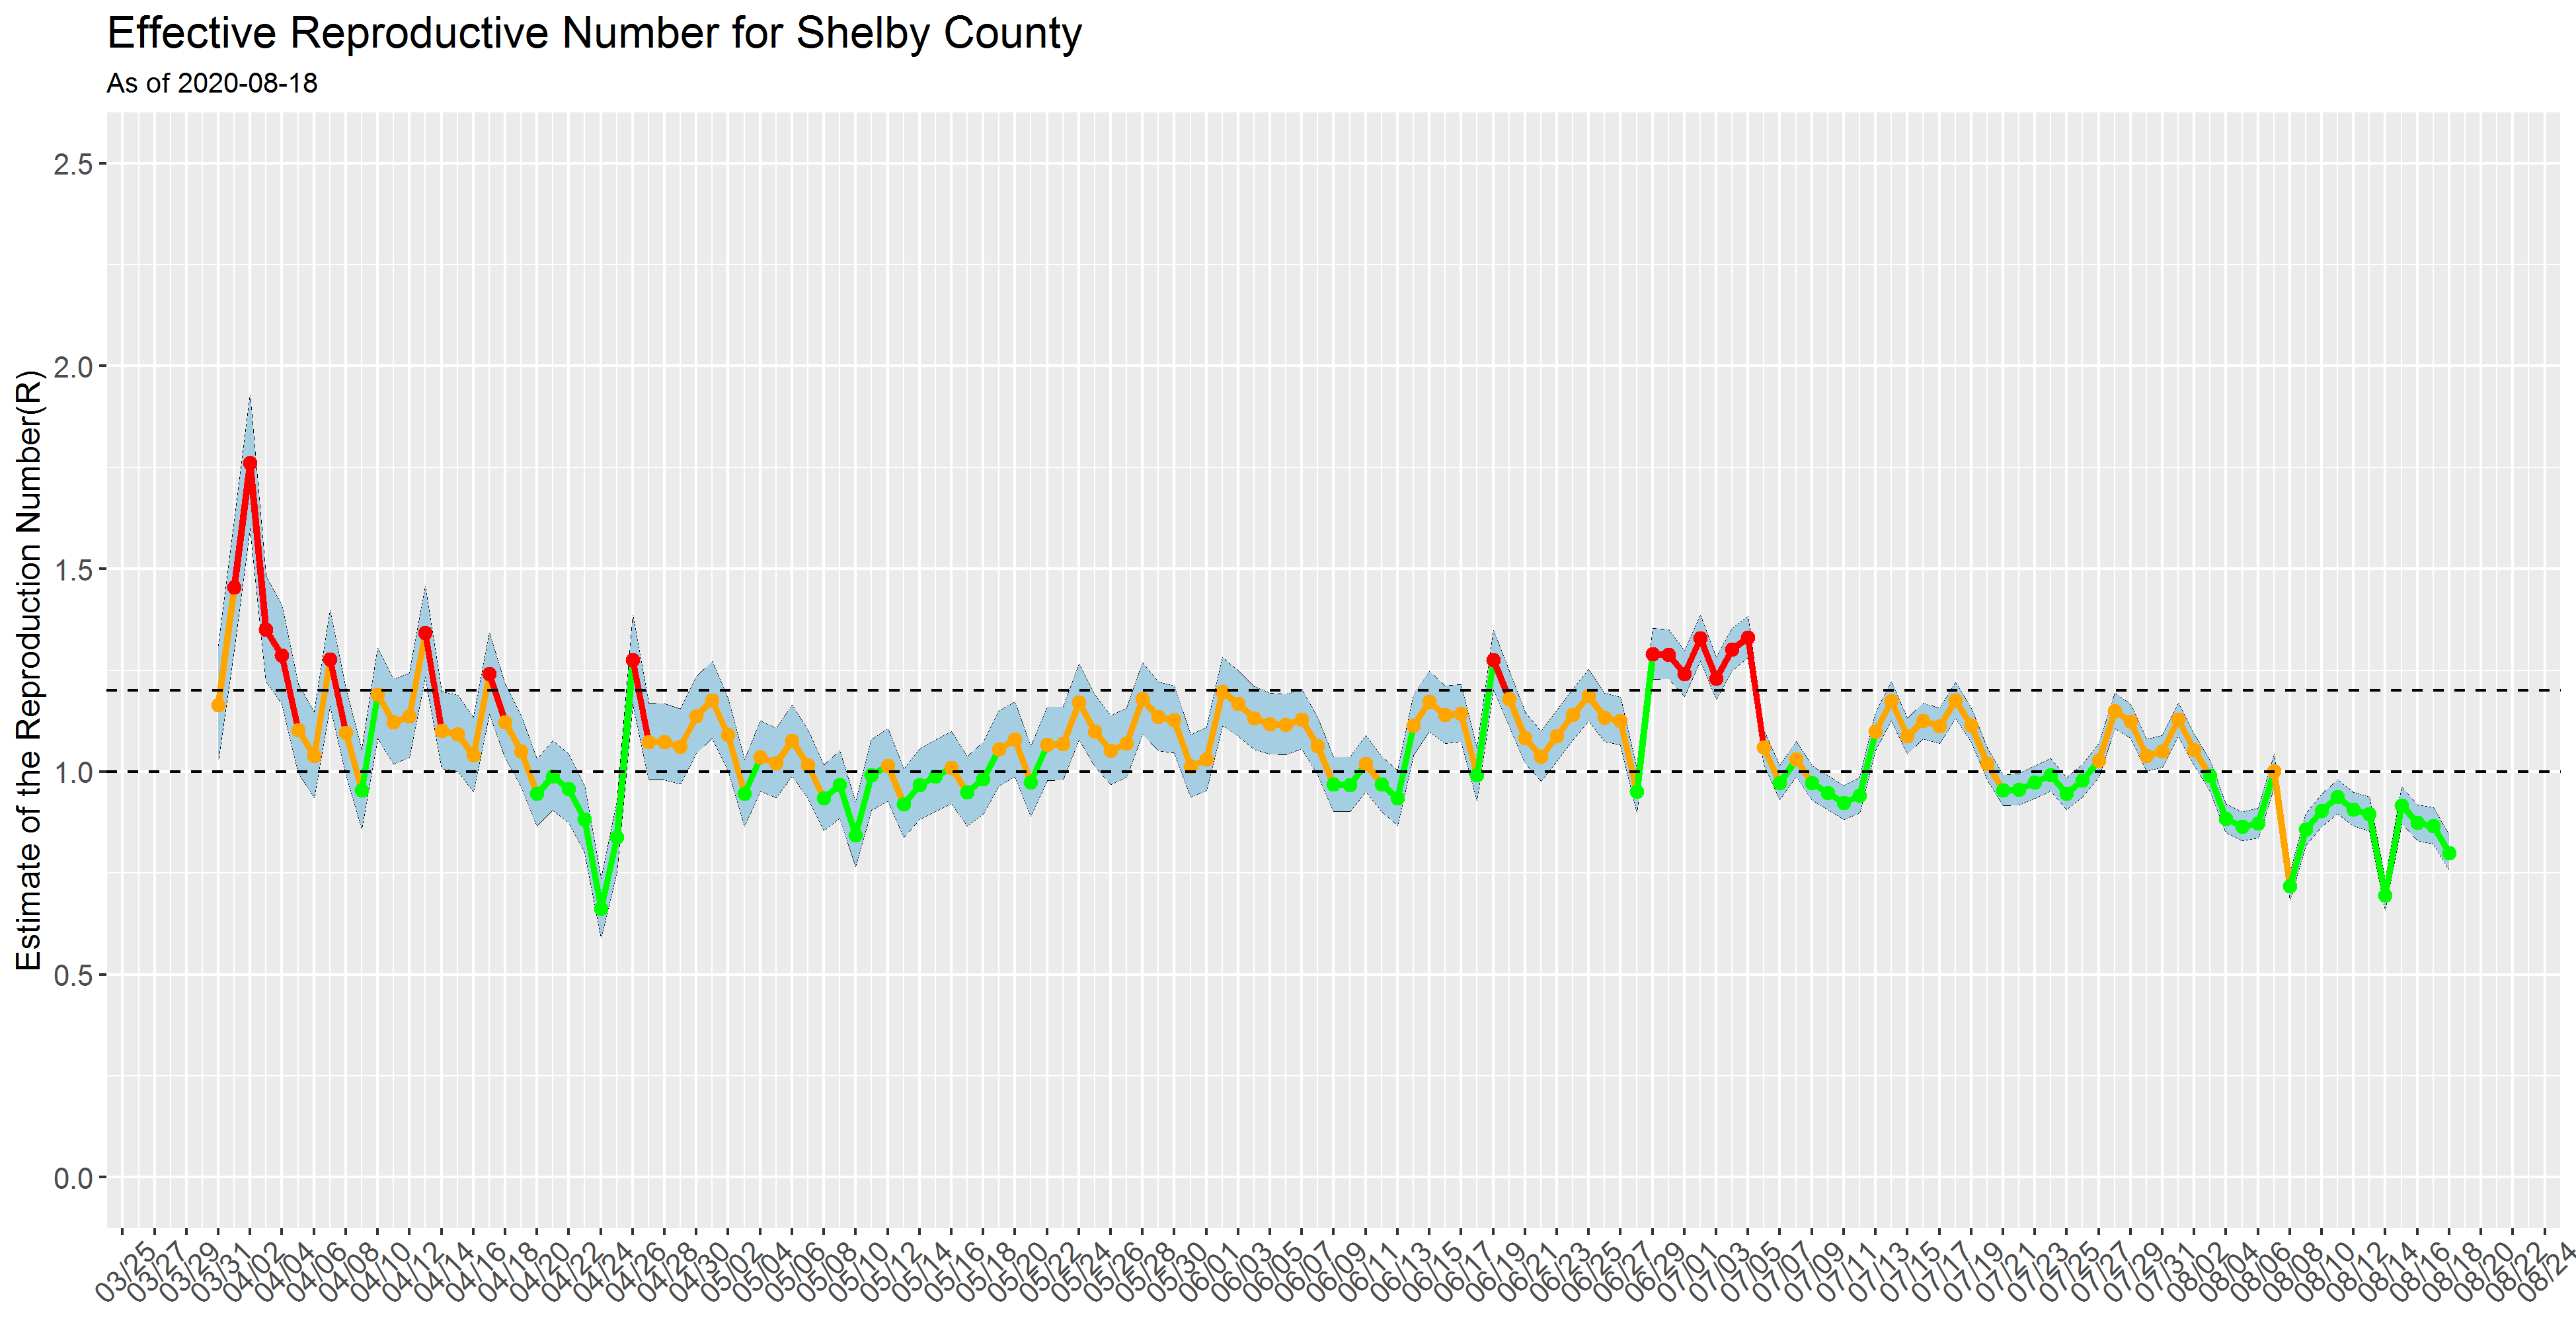 Effective Reproductive Number for Shelby County
As of 2020-08-18
Estimate of the Reproduction Number(R)
2.5
2.0
1.5
1.0
0.5
0.0
03/25 03/27 03/29 03/31 04/02 04/04 04/06 04/08 04/10 04/12 04/14 04/16 04/18 04/20 04/22 04/24 04/26 04/28 04/30 05/02 05/04 05/06 05/08 05/10 05/12 05/14 05/16 05/18 05/20 05/22 05/24 05/26 05/28 05/30 06/01 06/03 06/05 06/07 06/09 06/11 06/13 06/15 06/17 06/19 06/21 06/23 06/25 06/27 06/29 07/01 07/03 07/05 07/07 07/09 07/11 07/13 07/15 07/17 07/19 07/21 07/23 07/25 07/27 07/29 07/31 08/02 08/04 08/06 08/08 08/10 08/12 08/14 08/16 08/18 08/20 08/22 08/24